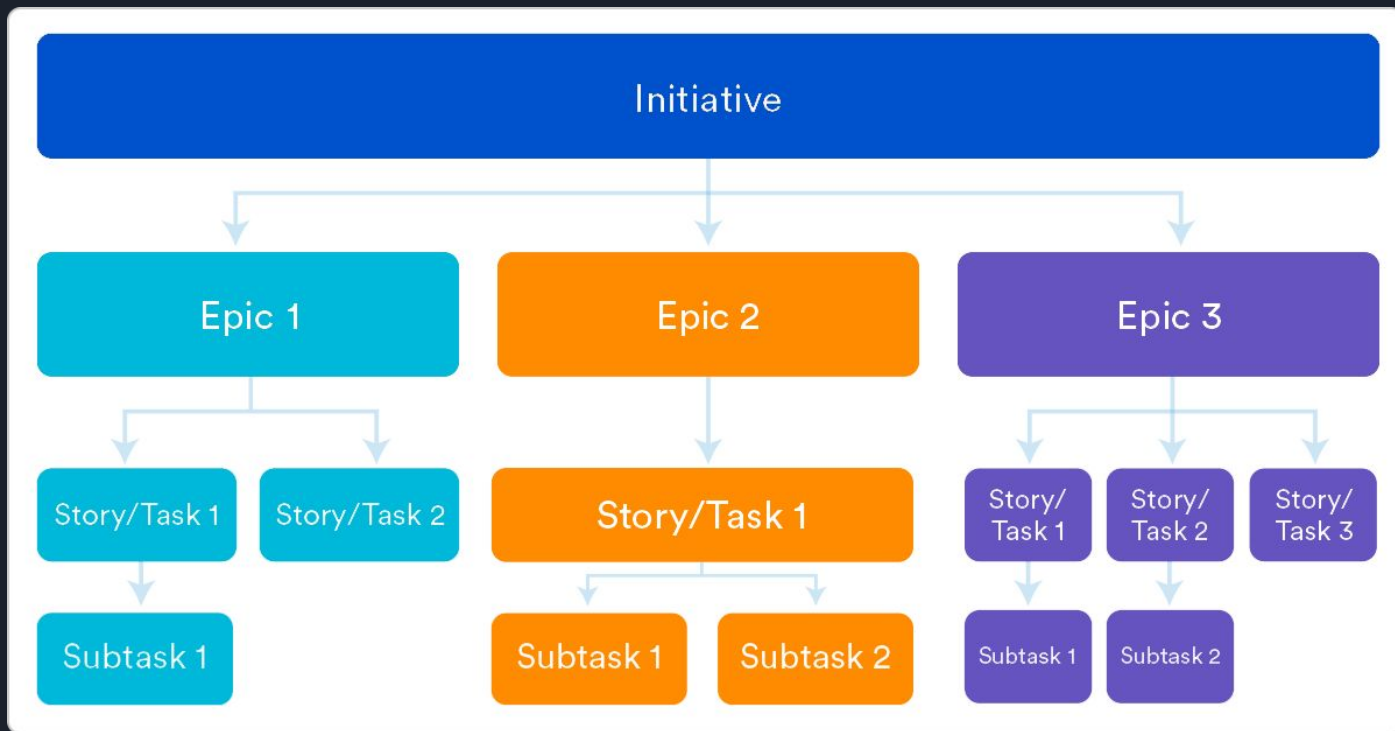 Initiative
Epic 1
Epic 2
Epic 3
Story/Task 1
Story/Task 2
Story/Task 1
Story/
Task 1
Story/
Task 2
Story/
Task 3
Subtask 1
Subtask 1
Subtask 2
Subtask 1
Subtask 2